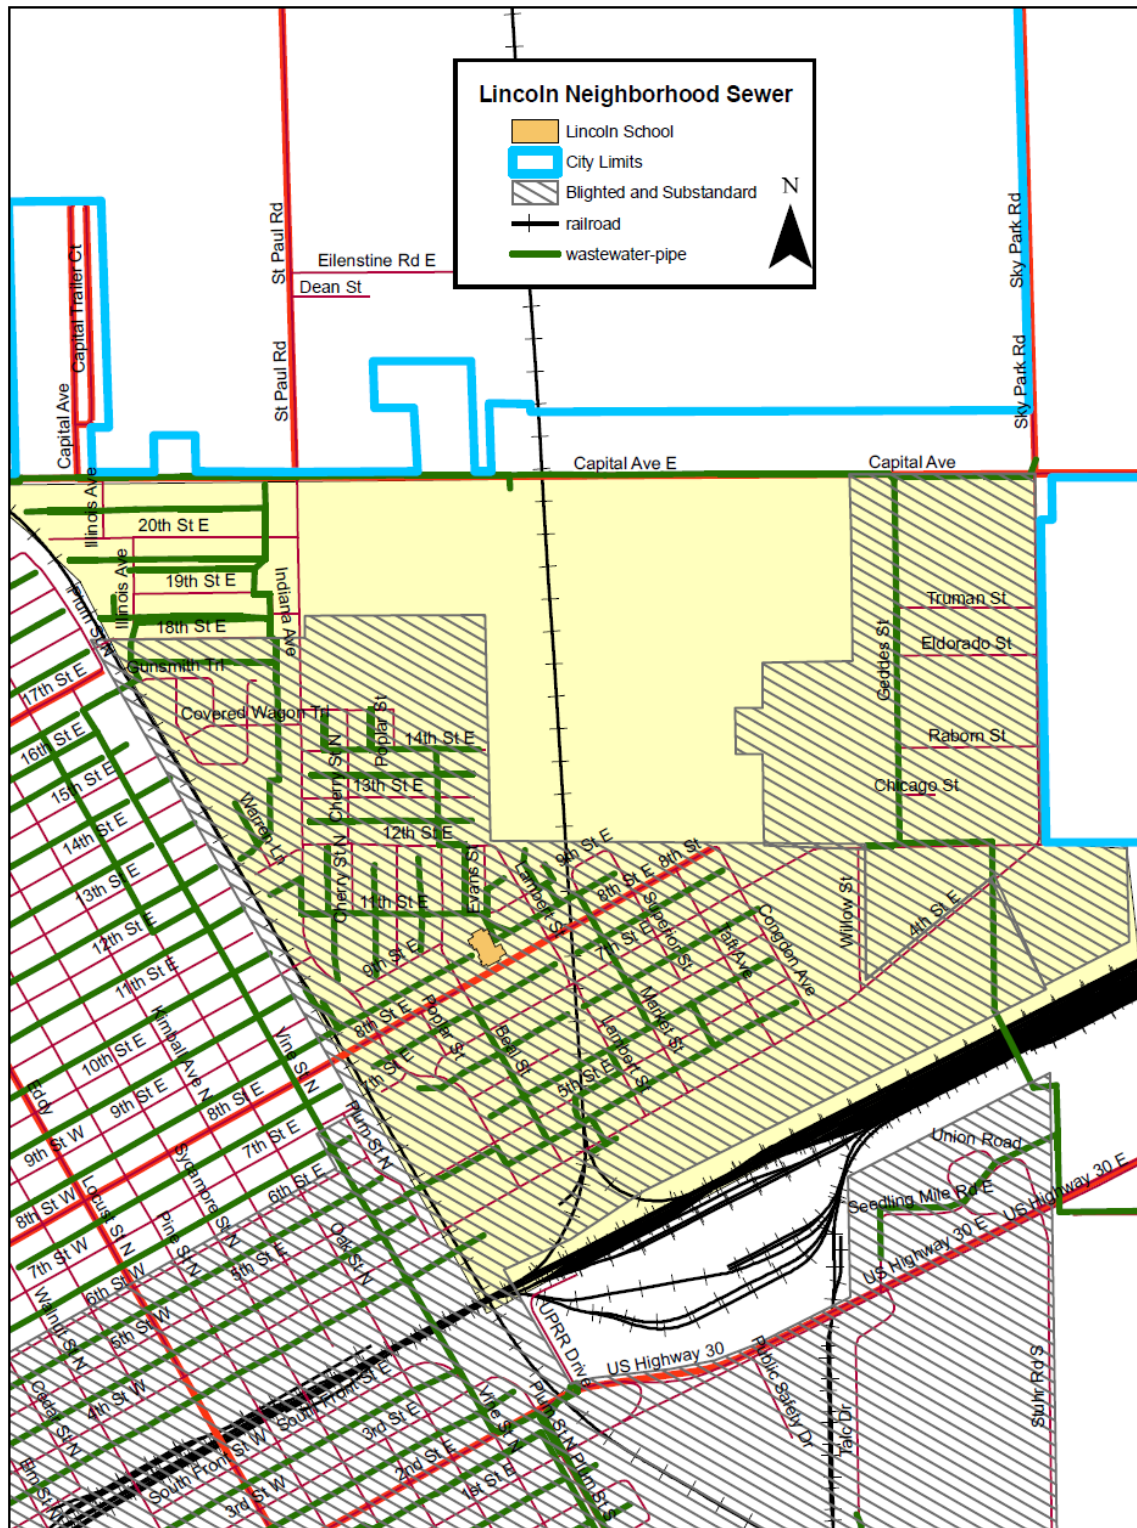 Lincoln Neighborhood Sewer
Lincoln School
City Limits
Blighted and Substandard
railroad
wastewater-pipe
N
St Paul Rd
Sky Park Rd
Capital Trailer Ct
Eilenstine Rd E
Dean St
St Paul Rd
Sky Park Rd
Capital Ave
Capital Ave E
Capital Ave
Illinois Ave
20th St E
Illinois Ave
19th St E
Indiana Ave
Plum St N
18th St E
Truman St
Geddes St
Eldorado St
Gunsmith Trl
17th St E
Covered Wagon Trl
Poplar St
Cherry St N
14th St E
Raborn St
16th St E
15th St E
13th St E
Chicago St
Warren Ln
12th St E
14th St E
9th St E
8th St
13th St E
Cherry St N
Evans St
Lambert St
8th St E
11th St E
Superior St
Willow St
4th St E
12th St E
7th St E
Taft Ave
Congdon Ave
9th St E
11th St E
Kimball Ave N
Vine St N
8th St E
Poplar St
Beal St
Market St
Lambert St
10th St E
7th St E
5th St E
Eddy
9th St E
8th St E
Plum St N
9th St W
7th St E
Union Road
Sycamore St N
6th St E
8th St W
Locust St N
Pine St N
Oak St N
Seedling Mile Rd E
US Highway 30 E
US Highway 30 E
7th St W
5th St E
6th St W
Walnut St N
5th St W
UPRR Drive
US Highway 30
Public Safety Dr
Talc Dr
Stuhr Rd S
Cedar St N
4th St W
South Front St E
3rd St E
Vine St N
Plum St N
South Front St W
2nd St E
Elm St N
3rd St W
1st St E
Plum St S